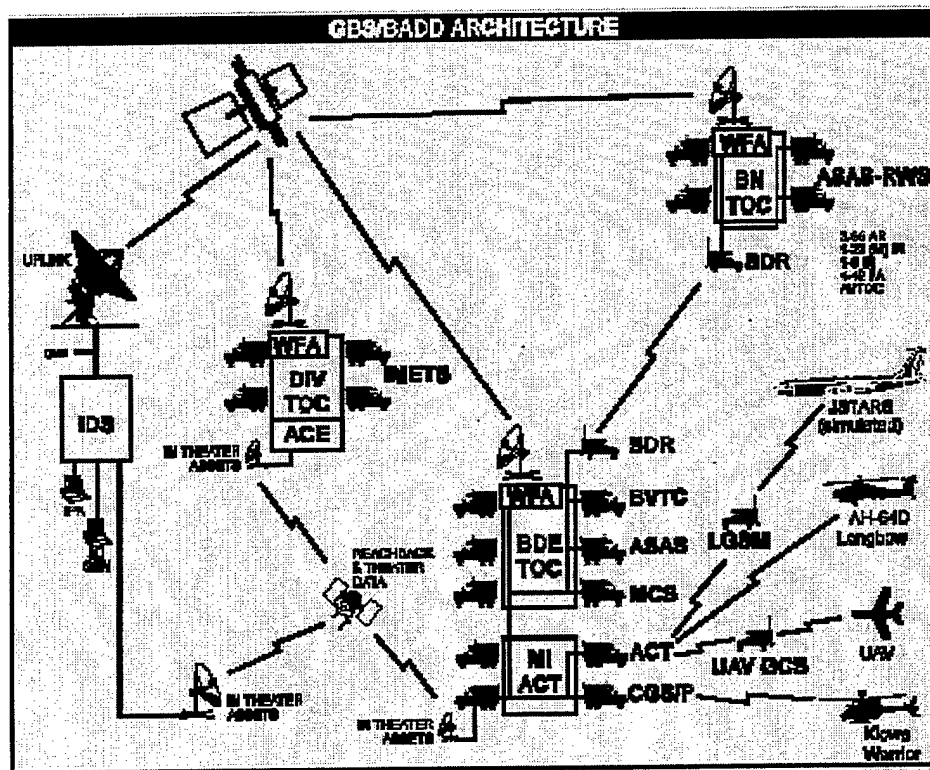 GBS/BADD ARCHITECTURE
WFA
BN
TOC
ASAS-RWS
BDR
UPLINK
WFA
DIV
TOC
ACE
IMETS
IDS
IN THEATER
ASSETS
JSTARS
(simulated)
BDR
WFA
BDE
TOC
BVTC
ASAS
MCS
LGSM
AH-64D
Longbow
REACHBACK
& THEATER
DATA
MI
ACT
ACT
CGS/P
UAV GCS
UAV
IN THEATER
ASSETS
IN THEATER
ASSETS
Kiowa
Warrior